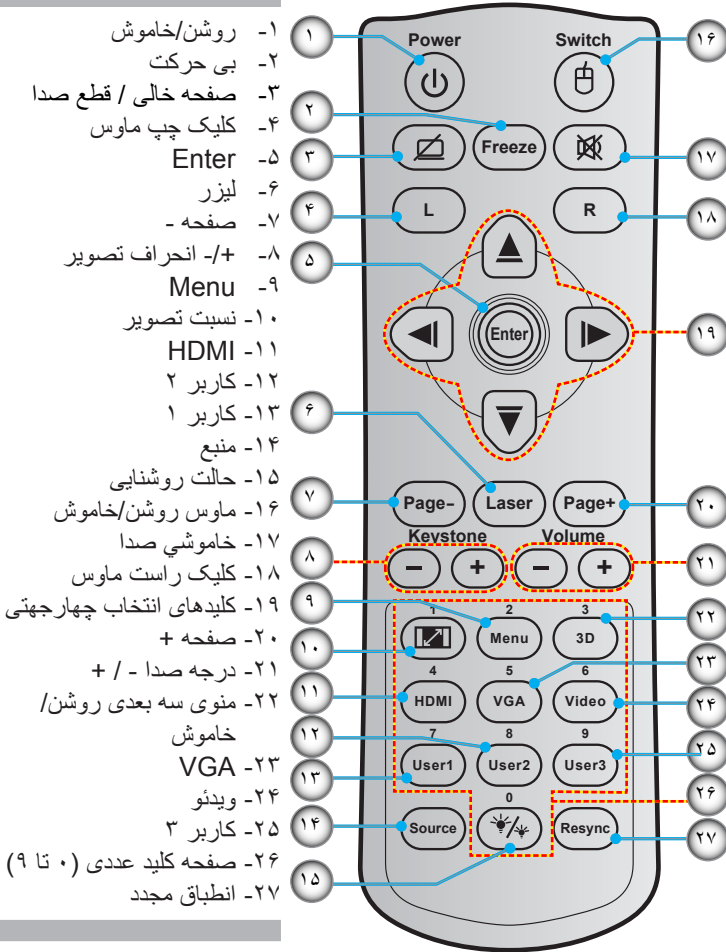 ۱- روشن/خاموش
۲- بی حرکت
۳- صفحه خالی / قطع صدا
۴- کلیک چپ ماوس
۵- Enter
۶- لیزر
۷- صفحه -
۸- +/- انحراف تصویر
۹- Menu
۱۰- نسبت تصویر
۱۱- HDMI
۱۲- کاربر ۲
۱۳- کاربر ۱
۱۴- منبع
۱۵- حالت روشنایی
۱۶- ماوس روشن/خاموش
۱۷- خاموشي صدا
۱۸- کلیک راست ماوس
۱۹- کلیدهای انتخاب چهارجهتی
۲۰- صفحه +
۲۱- درجه صدا - / +
۲۲- منوی سه بعدی روشن/
خاموش
۲۳- VGA
۲۴- ویدئو
۲۵- کاربر ۳
۲۶- صفحه کلید عددی (۰ تا ۹)
۲۷- انطباق مجدد
۱
Power
Switch
۱۶
۲
Freeze
۳
۱۷
۴
L
R
۱۸
۵
Enter
۱۹
۶
۷
Page-
Laser
Page+
۲۰
Keystone
Volume
۸
-
+
-
+
۲۱
۹
1
2
3
۲۲
Menu
3D
۱۰
4
5
6
۲۳
۱۱
HDMI
VGA
Video
۲۴
۱۲
7
8
9
۲۵
۱۳
User1
User2
User3
0
۲۶
۱۴
Source
Resync
۲۷
۱۵